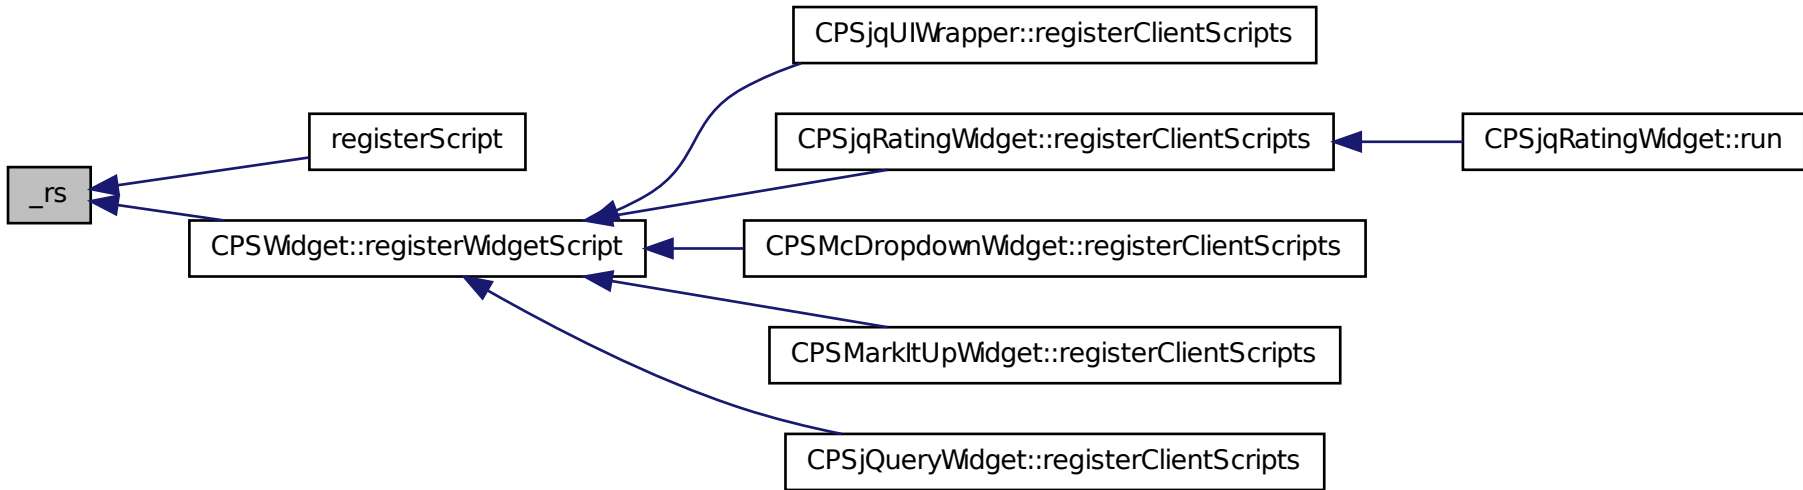 CPSjqUIWrapper::registerClientScripts
registerScript
CPSjqRatingWidget::registerClientScripts
CPSjqRatingWidget::run
_rs
CPSWidget::registerWidgetScript
CPSMcDropdownWidget::registerClientScripts
CPSMarkItUpWidget::registerClientScripts
CPSjQueryWidget::registerClientScripts